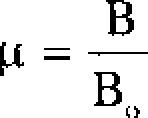 μ = B / B₀